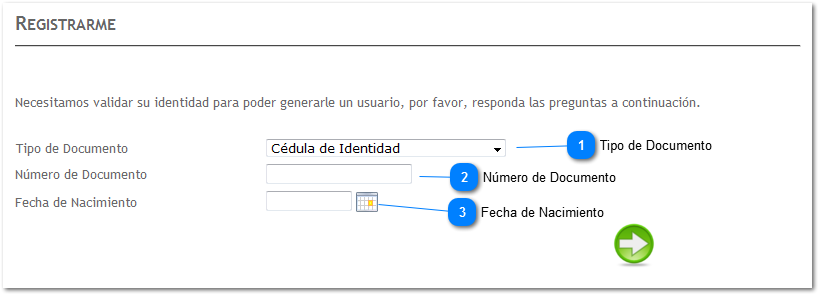 REGISTRARME
Necesitamos validar su identidad para poder generarle un usuario, por favor, responda las preguntas a continuación.
Tipo de Documento Cédula de Identidad 1 Tipo de Documento
Número de Documento 2 Número de Documento
Fecha de Nacimiento 3 Fecha de Nacimiento